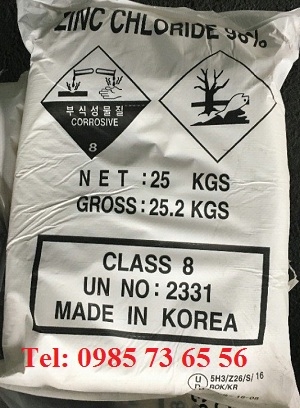 ZINC CHLORIDE 98%
부식성물질
CORROSIVE
8
NET:25 KGS
GROSS:25.2 KGS
CLASS 8
UN NO:2331
MADE IN KOREA
Tel: 0985 73 65 56
u
n
5H3/Z26/S/16
ROK/KR